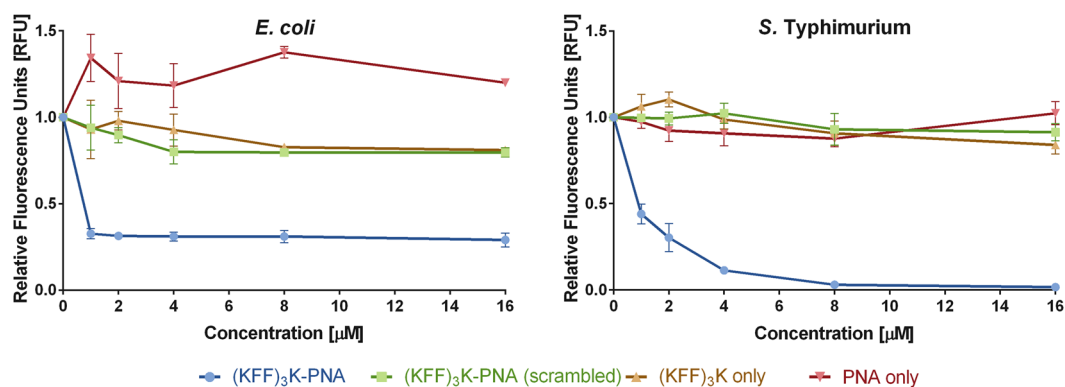 E. coli
Relative Fluorescence Units [RFU]
1.5
1.0
0.5
0.0
0 2 4 6 8 10 12 14 16
Concentration [μM]
S. Typhimurium
Relative Fluorescence Units [RFU]
1.5
1.0
0.5
0.0
0 2 4 6 8 10 12 14 16
Concentration [μM]
(KFF)₃K-PNA (KFF)₃K-PNA (scrambled) (KFF)₃K only PNA only